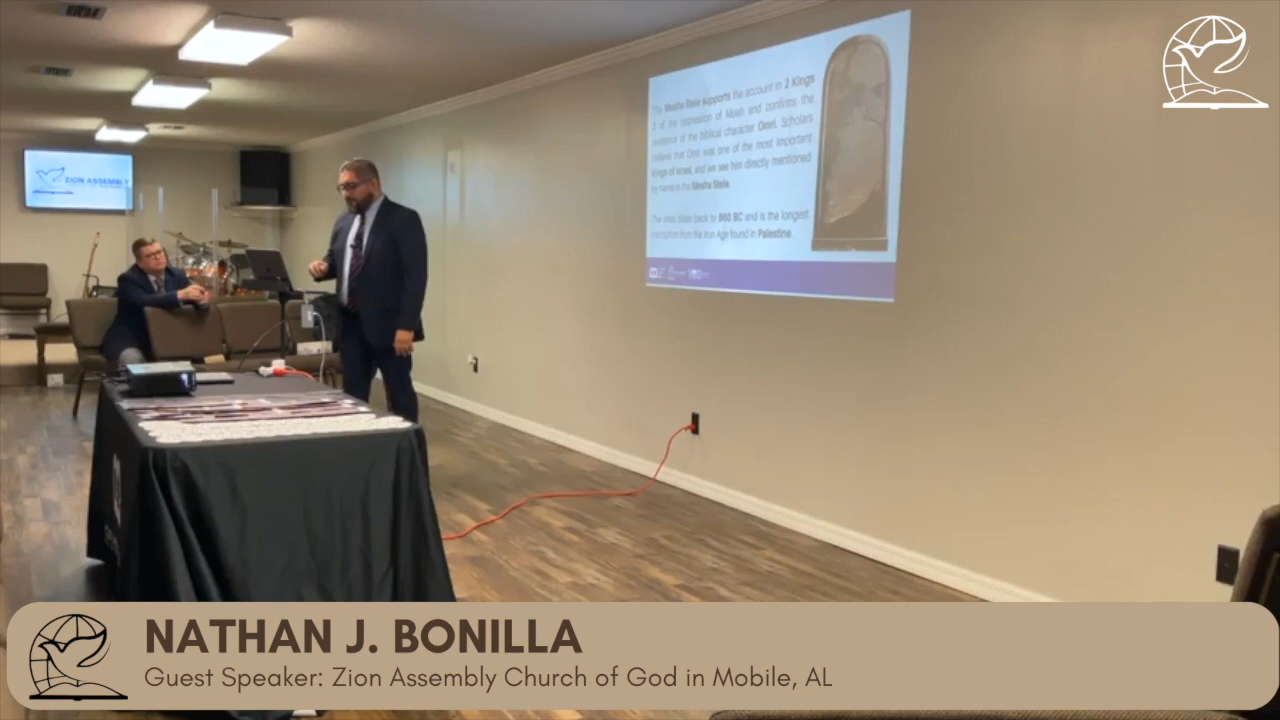 The Mesha Stele supports the account in 2 Kings
3 of the oppression of Moab and confirms the
existence of the biblical character Omri. Scholars
believe that Omri was one of the most important
kings of Israel, and we see him directly mentioned
by name in the Mesha Stele.
The stele dates back to BC and is the longest
inscription from the Iron Age found in Palestine.
ZION ASSEMBLY
NATHAN J. BONILLA
Guest Speaker: Zion Assembly Church of God in Mobile, AL